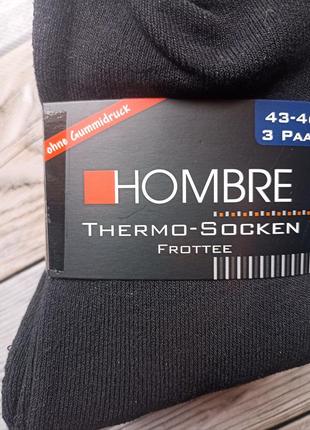 ohne Gummidruck
43-4
3 PAA
HOMBRE
THERMO-SOCKEN
FROTTEE